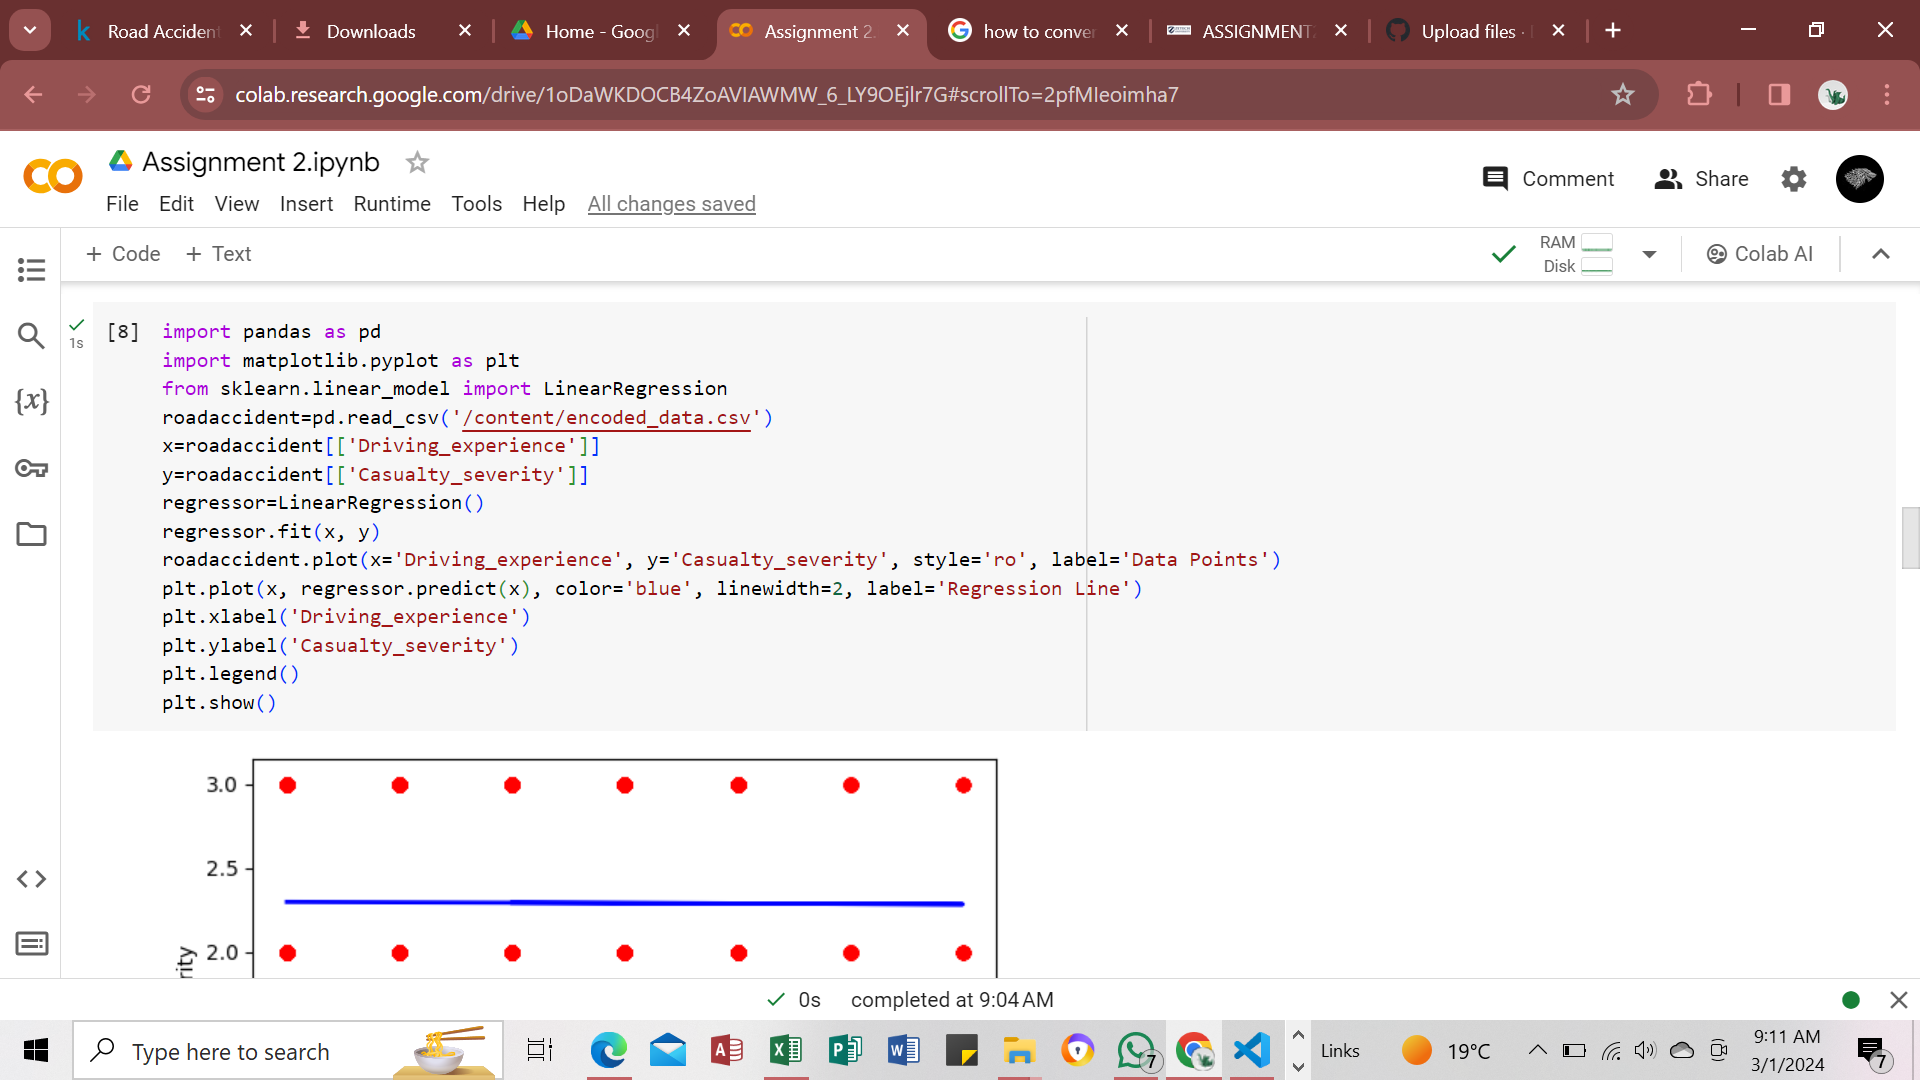 Road Acciden
Downloads
Home - Goog
Assignment 2.
how to conver
ASSIGNMENT
Upload files ·
colab.research.google.com/drive/1oDaWKDOCB4ZoAVIAWMW_6_LY9OEjlr7G#scrollTo=2pfMIeoimha7
Assignment 2.ipynb
Comment
Share
File Edit View Insert Runtime Tools Help All changes saved
+ Code + Text
RAM
Disk
Colab AI
1s
[8] import pandas as pd
import matplotlib.pyplot as plt
from sklearn.linear_model import LinearRegression
roadaccident=pd.read_csv('/content/encoded_data.csv')
x=roadaccident[['Driving_experience']]
y=roadaccident[['Casualty_severity']]
regressor=LinearRegression()
regressor.fit(x, y)
roadaccident.plot(x='Driving_experience', y='Casualty_severity', style='ro', label='Data Points')
plt.plot(x, regressor.predict(x), color='blue', linewidth=2, label='Regression Line')
plt.xlabel('Driving_experience')
plt.ylabel('Casualty_severity')
plt.legend()
plt.show()
3.0
2.5
2.0
rity
0s completed at 9:04 AM
Type here to search
7
Links
19°C
9:11 AM
3/1/2024
7